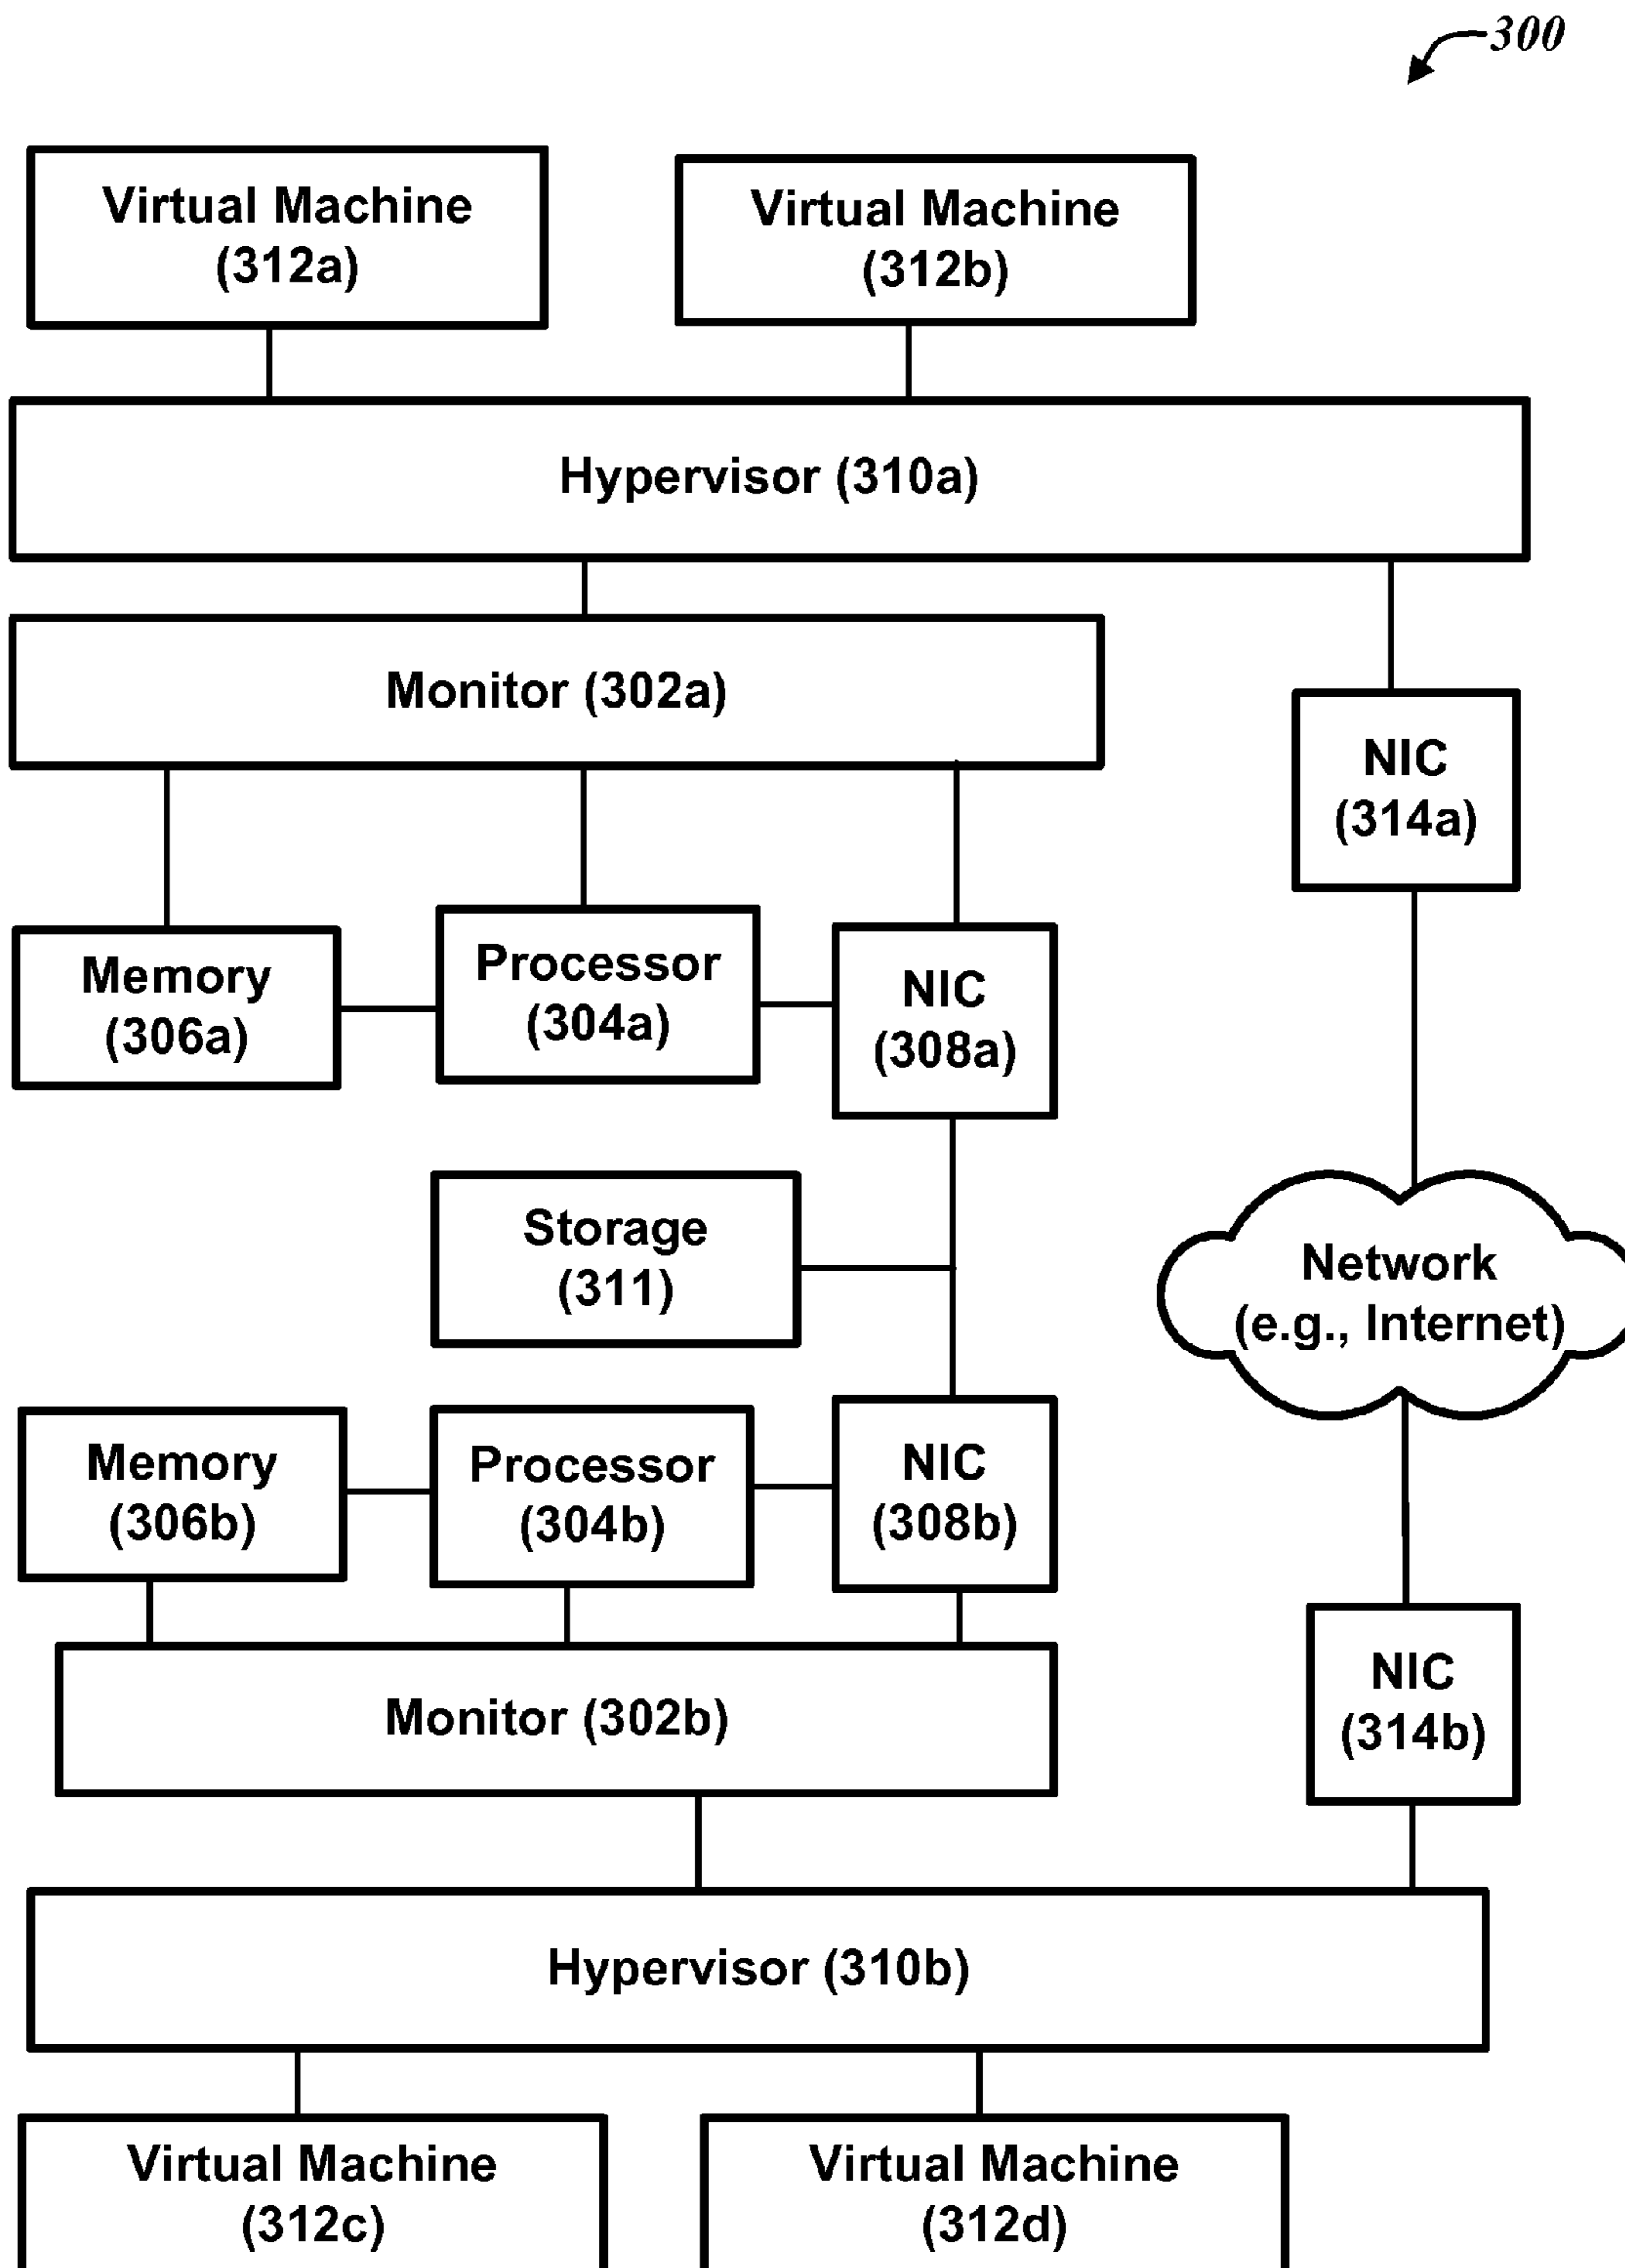 300
Virtual Machine
(312a)
Virtual Machine
(312b)
Hypervisor (310a)
Monitor (302a)
NIC
(314a)
Memory
(306a)
Processor
(304a)
NIC
(308a)
Storage
(311)
Network
(e.g., Internet)
Memory
(306b)
Processor
(304b)
NIC
(308b)
NIC
(314b)
Monitor (302b)
Hypervisor (310b)
Virtual Machine
(312c)
Virtual Machine
(312d)